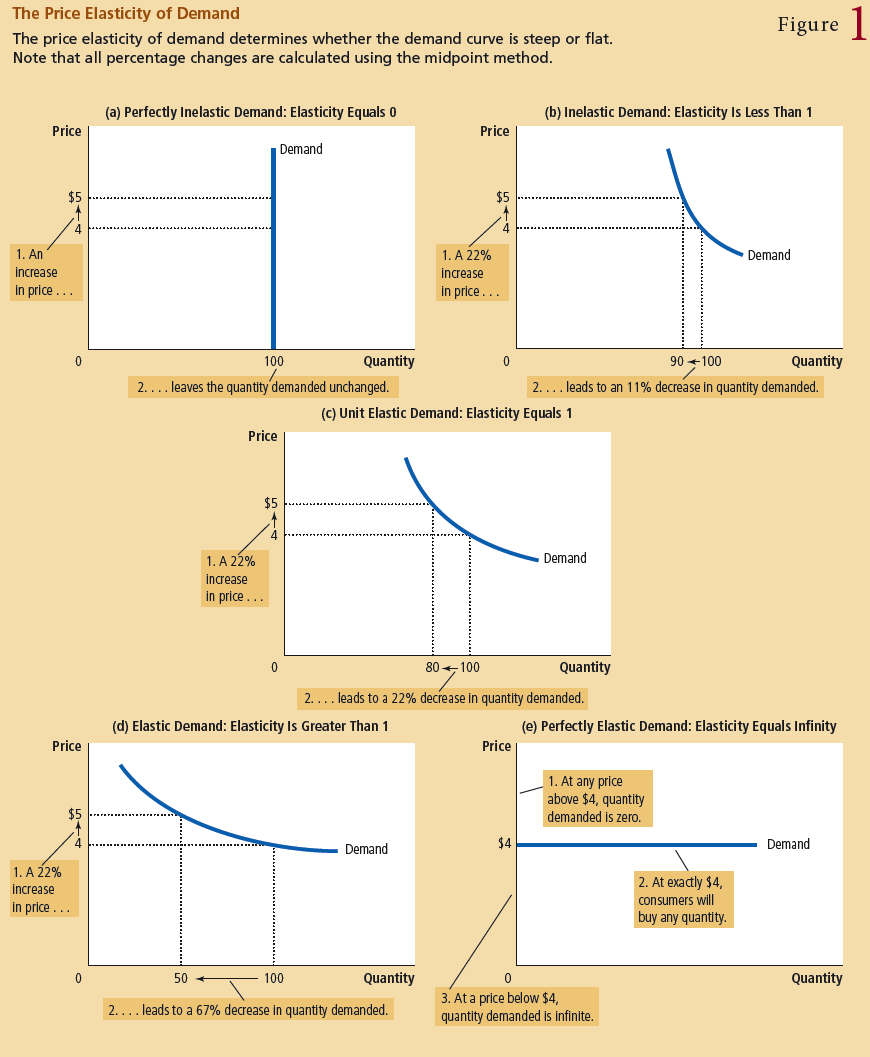 The Price Elasticity of Demand
Figure 1
The price elasticity of demand determines whether the demand curve is steep or flat.
Note that all percentage changes are calculated using the midpoint method.
(a) Perfectly Inelastic Demand: Elasticity Equals 0
Price
Demand
$5
4
1. An
increase
in price . . .
0
100
Quantity
2. . . . leaves the quantity demanded unchanged.
(b) Inelastic Demand: Elasticity Is Less Than 1
Price
$5
4
Demand
1. A 22%
increase
in price . . .
0
90
100
Quantity
2. . . . leads to an 11% decrease in quantity demanded.
(c) Unit Elastic Demand: Elasticity Equals 1
Price
$5
4
Demand
1. A 22%
increase
in price . . .
0
80
100
Quantity
2. . . . leads to a 22% decrease in quantity demanded.
(d) Elastic Demand: Elasticity Is Greater Than 1
Price
$5
4
Demand
1. A 22%
increase
in price . . .
0
50
100
Quantity
2. . . . leads to a 67% decrease in quantity demanded.
(e) Perfectly Elastic Demand: Elasticity Equals Infinity
Price
1. At any price
above $4, quantity
demanded is zero.
$4
Demand
2. At exactly $4,
consumers will
buy any quantity.
0
Quantity
3. At a price below $4,
quantity demanded is infinite.